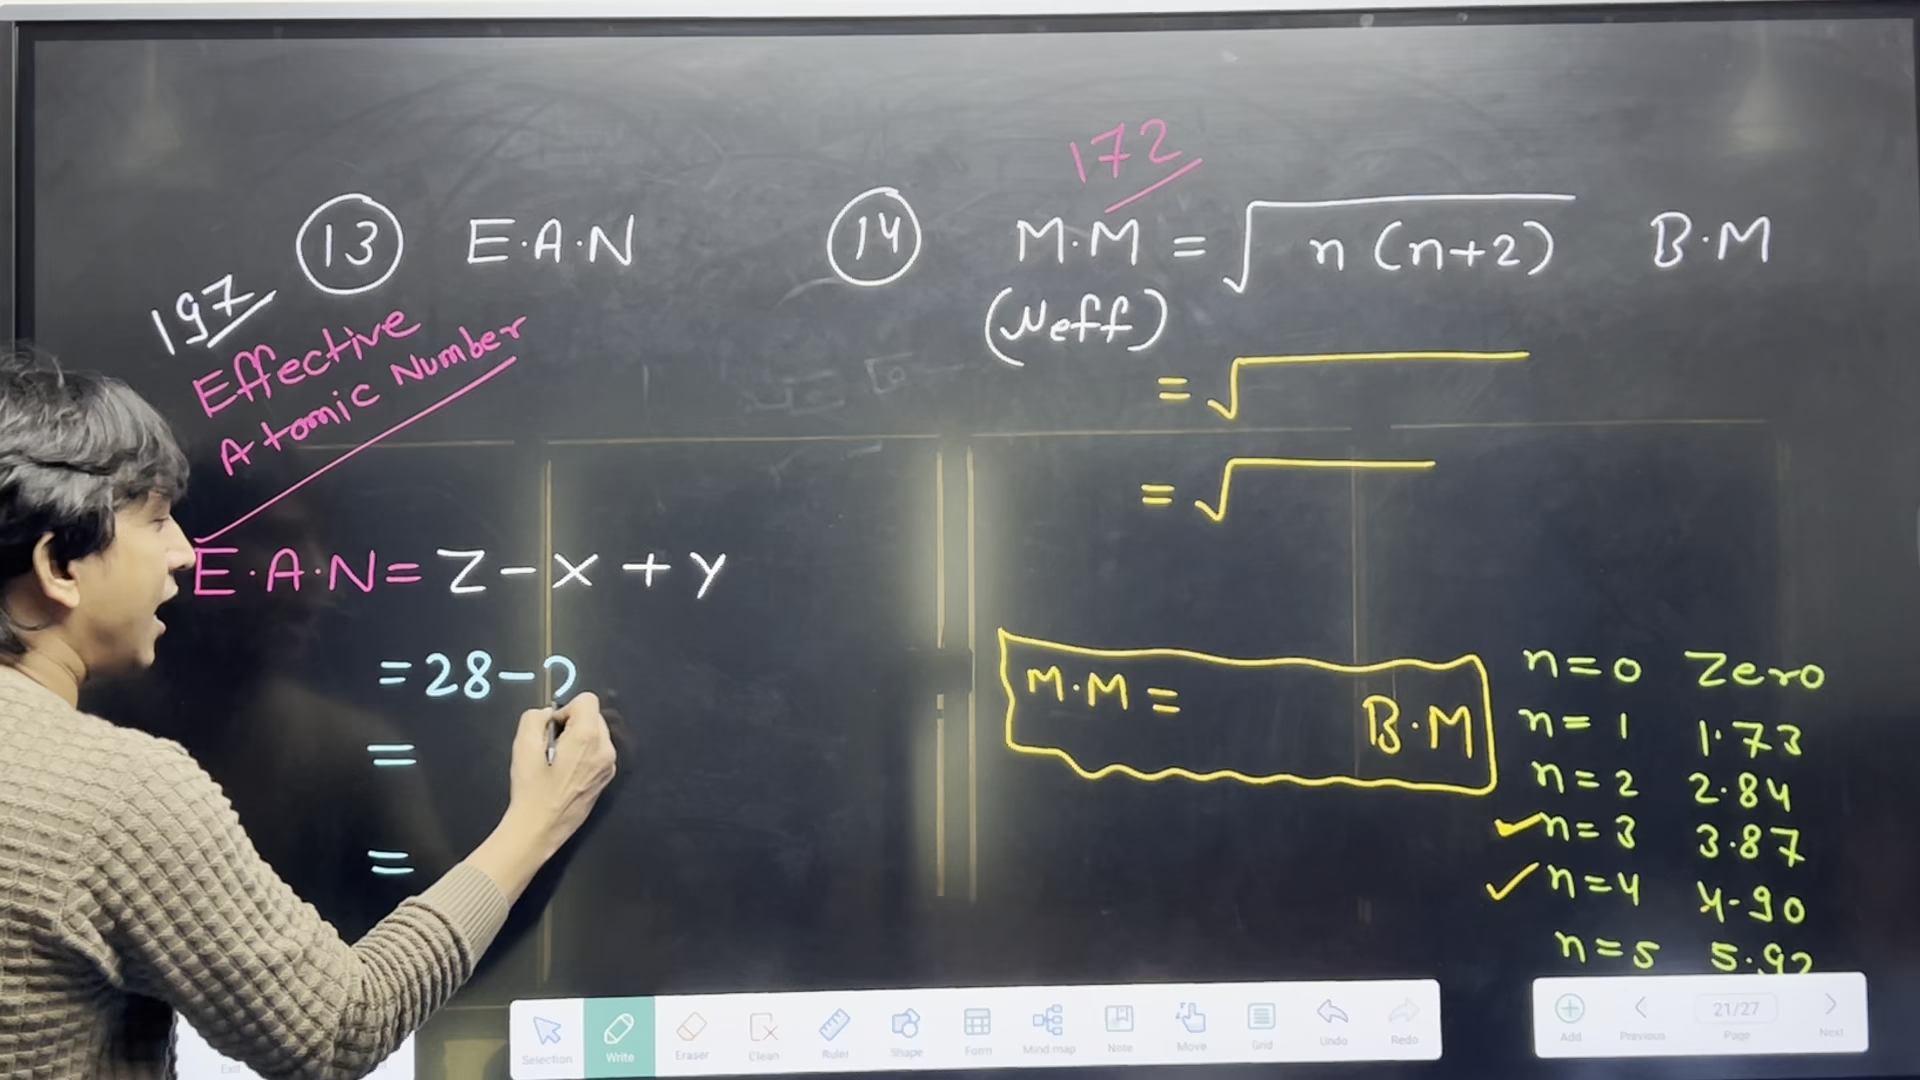 172
13 E.A.N
14 M.M = √n(n+2) B.M
197
(μeff)
Effective
Atomic Number
= √
= √
E.A.N = Z - X + Y
= 28 - 2
=
=
M.M = B.M
n=0 Zero
n=1 1.73
n=2 2.84
✓n=3 3.87
✓n=4 4.90
n=5 5.92
Selection
Write
Eraser
Clean
Ruler
Shape
Form
Mind map
Note
Move
Grid
Undo
Redo
Add
Previous
21/27
Page
Next
Exit